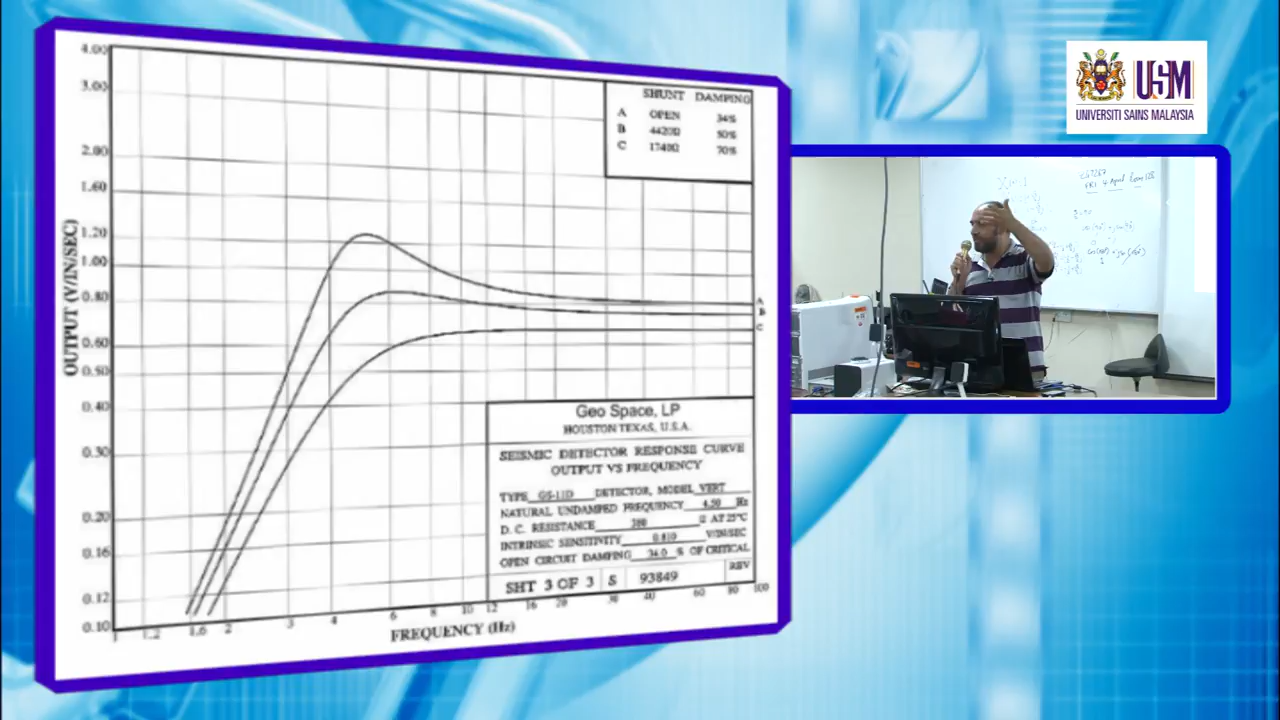 4.00
3.00
2.00
1.60
1.20
1.00
0.80
0.60
0.50
0.40
0.30
0.20
0.16
0.12
0.10
OUTPUT (V/IN/SEC)
SHUNT DAMPING
A OPEN 34%
B 4420Ω 50%
C 1740Ω 70%
A
B
C
Geo Space, LP
HOUSTON TEXAS, U.S.A.
SEISMIC DETECTOR RESPONSE CURVE
OUTPUT VS FREQUENCY
TYPE GS-11D DETECTOR, MODEL VERT
NATURAL UNDAMPED FREQUENCY 4.50 Hz
D.C. RESISTANCE 380 Ω AT 25°C
INTRINSIC SENSITIVITY 0.810 V/IN/SEC
OPEN CIRCUIT DAMPING 34.0 % OF CRITICAL
SHT 3 OF 3 S 93849 REV
1 1.2 1.6 2 3 4 6 8 10 12 16 20 30 40 60 80 100
FREQUENCY (Hz)
USM
UNIVERSITI SAINS MALAYSIA